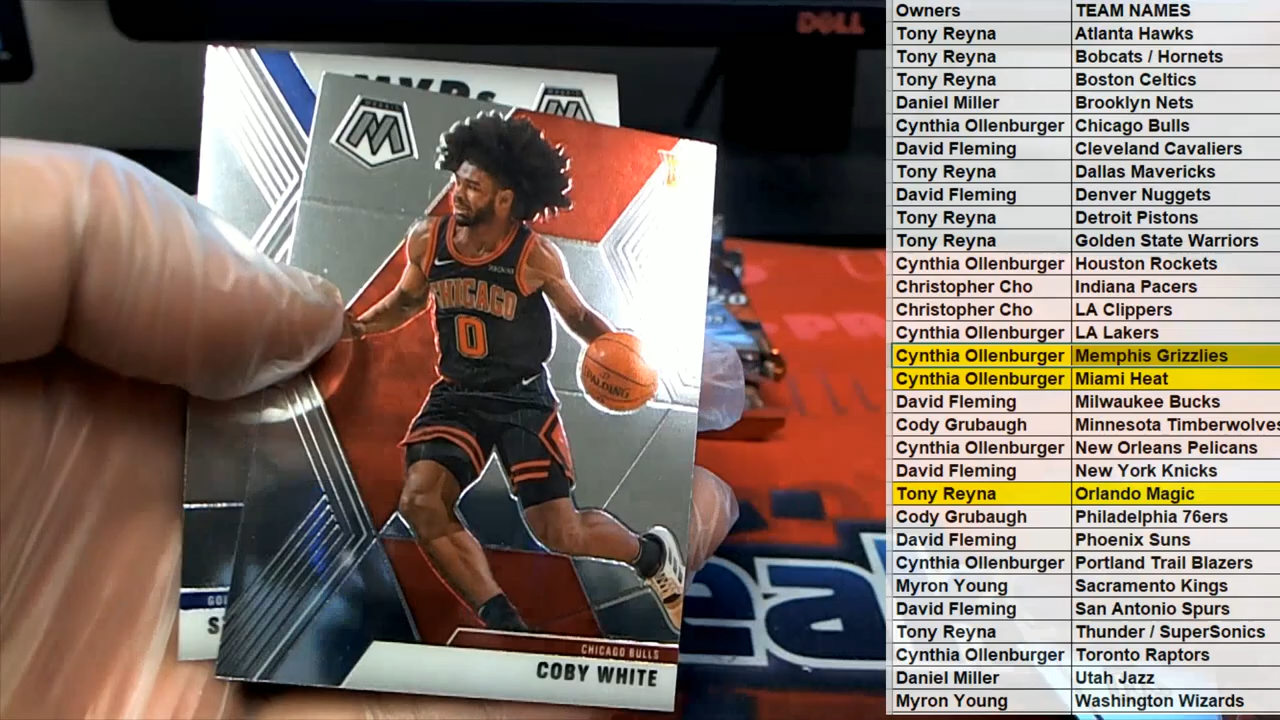 DELL
MVPs
MOSAIC
CHICAGO
0
SPALDING
CHICAGO BULLS
COBY WHITE
Owners TEAM NAMES
Tony Reyna Atlanta Hawks
Tony Reyna Bobcats / Hornets
Tony Reyna Boston Celtics
Daniel Miller Brooklyn Nets
Cynthia Ollenburger Chicago Bulls
David Fleming Cleveland Cavaliers
Tony Reyna Dallas Mavericks
David Fleming Denver Nuggets
Tony Reyna Detroit Pistons
Tony Reyna Golden State Warriors
Cynthia Ollenburger Houston Rockets
Christopher Cho Indiana Pacers
Christopher Cho LA Clippers
Cynthia Ollenburger LA Lakers
Cynthia Ollenburger Memphis Grizzlies
Cynthia Ollenburger Miami Heat
David Fleming Milwaukee Bucks
Cody Grubaugh Minnesota Timberwolves
Cynthia Ollenburger New Orleans Pelicans
David Fleming New York Knicks
Tony Reyna Orlando Magic
Cody Grubaugh Philadelphia 76ers
David Fleming Phoenix Suns
Cynthia Ollenburger Portland Trail Blazers
Myron Young Sacramento Kings
David Fleming San Antonio Spurs
Tony Reyna Thunder / SuperSonics
Cynthia Ollenburger Toronto Raptors
Daniel Miller Utah Jazz
Myron Young Washington Wizards